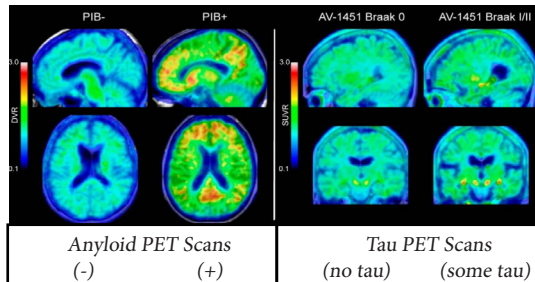 PIB-
PIB+
AV-1451 Braak 0
AV-1451 Braak I/II
3.0
DVR
0.1
3.0
SUVR
0.1
Anyloid PET Scans
(-)
(+)
Tau PET Scans
(no tau)
(some tau)